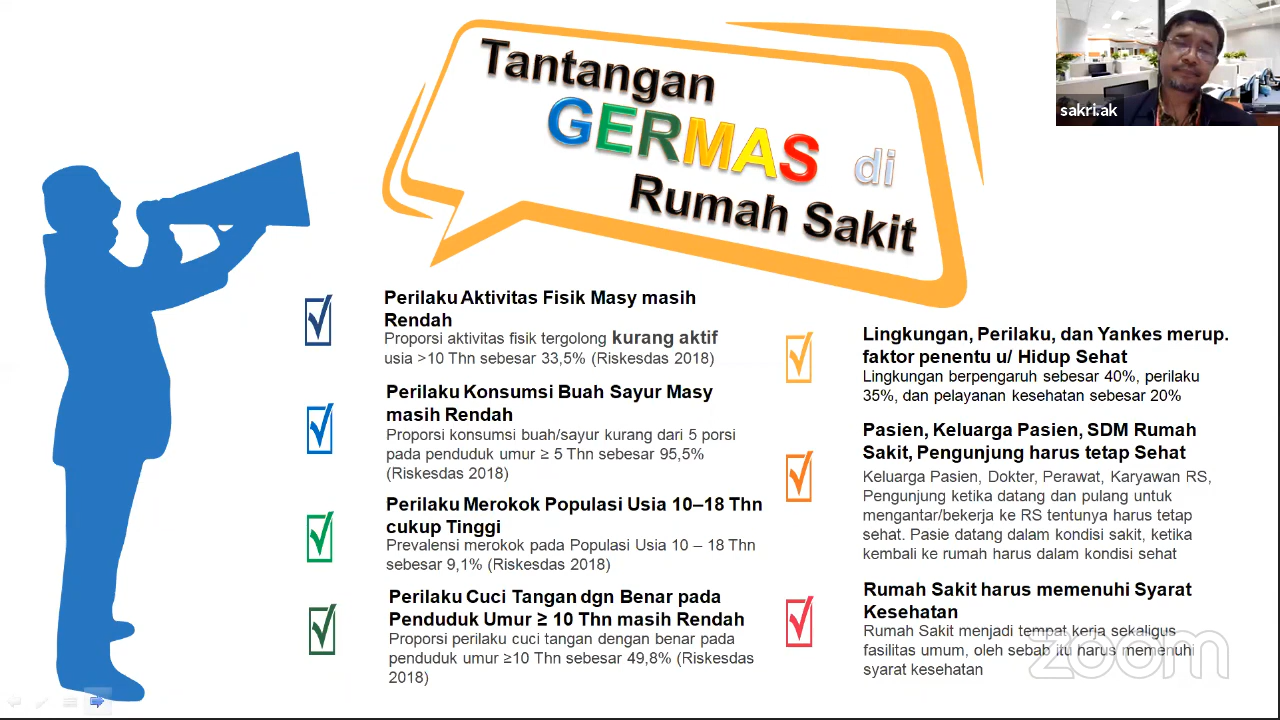 Tantangan
GERMAS di
Rumah Sakit
sakri.ak
Perilaku Aktivitas Fisik Masy masih
Rendah
Proporsi aktivitas fisik tergolong kurang aktif
usia >10 Thn sebesar 33,5% (Riskesdas 2018)
Perilaku Konsumsi Buah Sayur Masy
masih Rendah
Proporsi konsumsi buah/sayur kurang dari 5 porsi
pada penduduk umur ≥ 5 Thn sebesar 95,5%
(Riskesdas 2018)
Perilaku Merokok Populasi Usia 10–18 Thn
cukup Tinggi
Prevalensi merokok pada Populasi Usia 10 – 18 Thn
sebesar 9,1% (Riskesdas 2018)
Perilaku Cuci Tangan dgn Benar pada
Penduduk Umur ≥ 10 Thn masih Rendah
Proporsi perilaku cuci tangan dengan benar pada
penduduk umur ≥10 Thn sebesar 49,8% (Riskesdas
2018)
Lingkungan, Perilaku, dan Yankes merup.
faktor penentu u/ Hidup Sehat
Lingkungan berpengaruh sebesar 40%, perilaku
35%, dan pelayanan kesehatan sebesar 20%
Pasien, Keluarga Pasien, SDM Rumah
Sakit, Pengunjung harus tetap Sehat
Keluarga Pasien, Dokter, Perawat, Karyawan RS,
Pengunjung ketika datang dan pulang untuk
mengantar/bekerja ke RS tentunya harus tetap
sehat. Pasie datang dalam kondisi sakit, ketika
kembali ke rumah harus dalam kondisi sehat
Rumah Sakit harus memenuhi Syarat
Kesehatan
Rumah Sakit menjadi tempat kerja sekaligus
fasilitas umum, oleh sebab itu harus memenuhi
syarat kesehatan
zoom